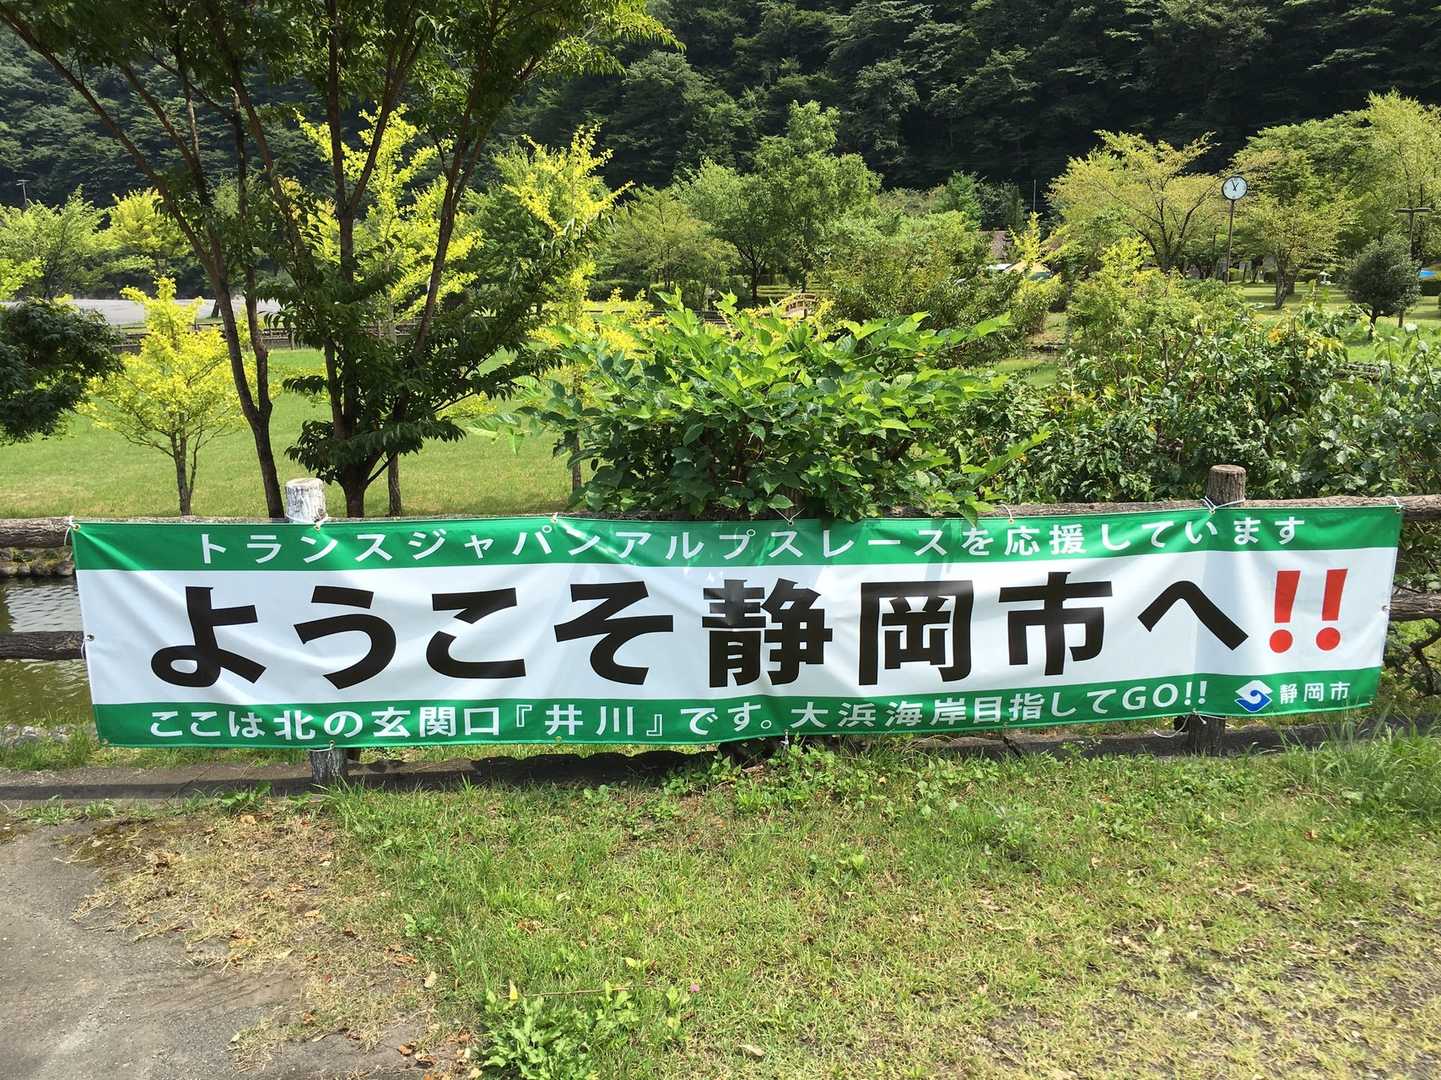 トランスジャパンアルプスレースを応援しています
ようこそ静岡市へ!!
ここは北の玄関口『井川』です。大浜海岸目指してGO!!
静岡市